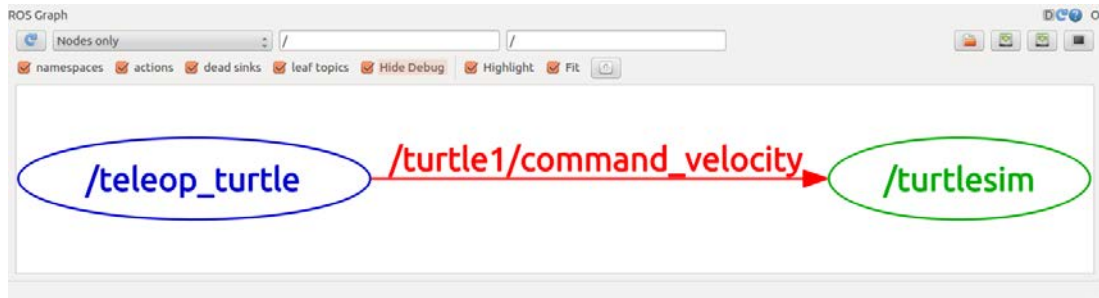 ROS Graph D O
Nodes only / /
namespaces actions dead sinks leaf topics Hide Debug Highlight Fit
/teleop_turtle /turtle1/command_velocity /turtlesim